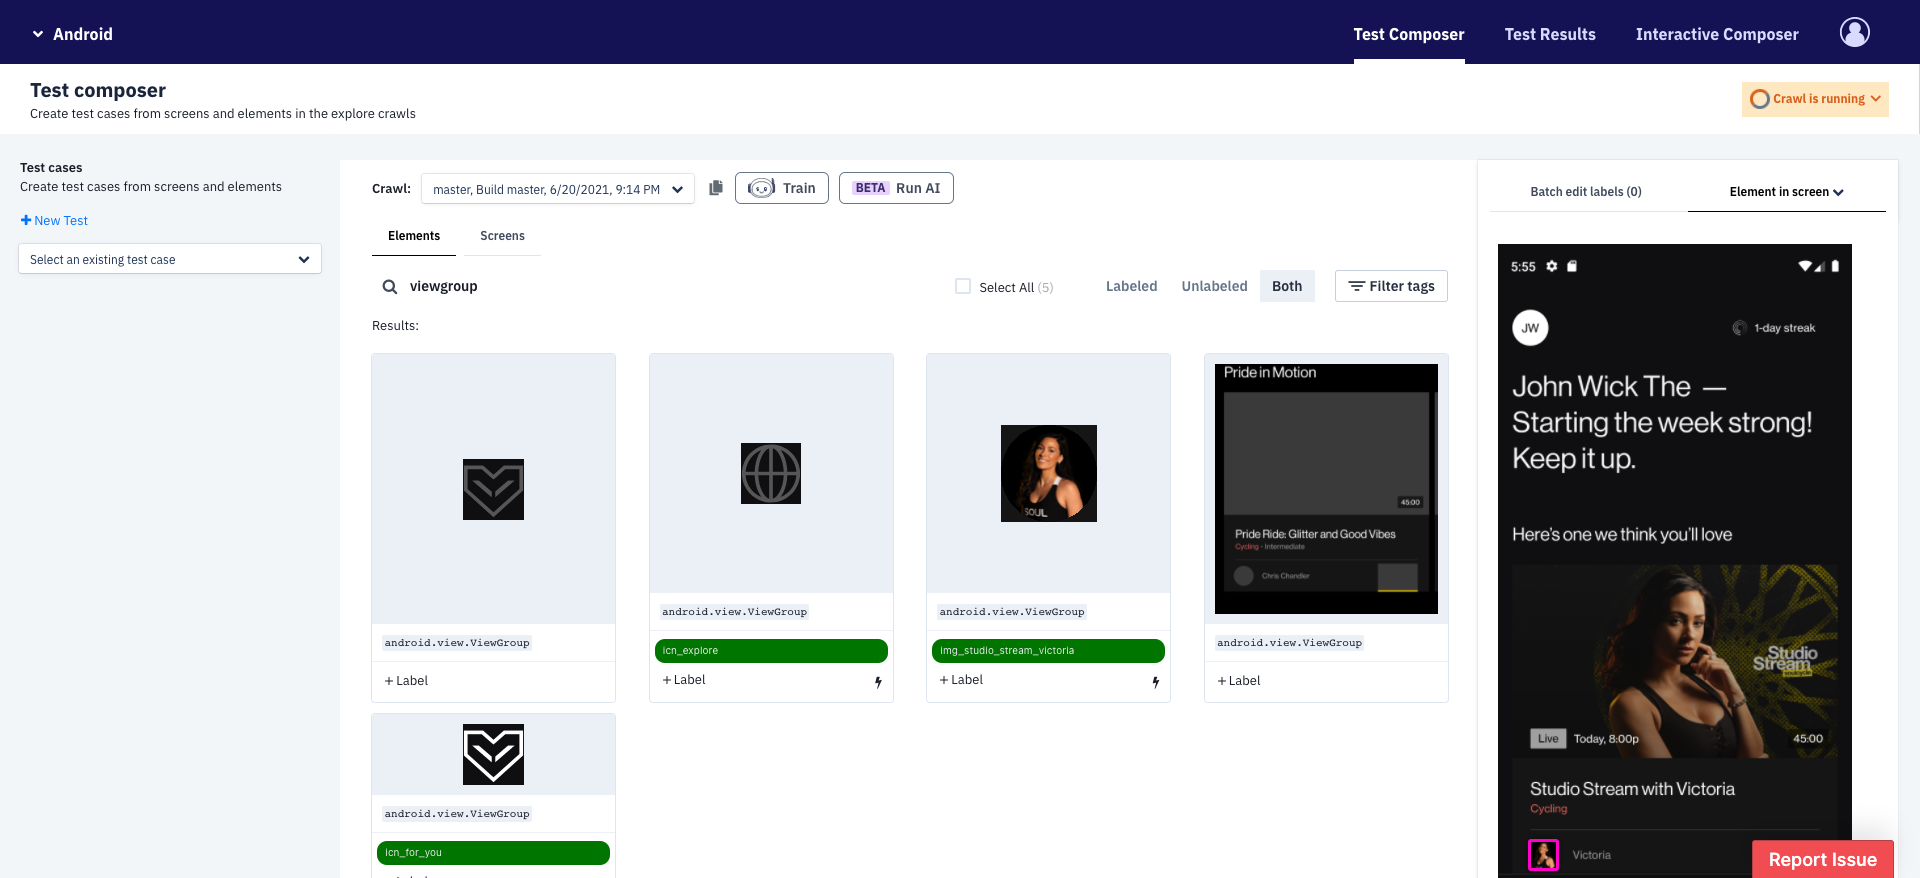 Android
Test Composer
Test Results
Interactive Composer
Test composer
Create test cases from screens and elements in the explore crawls
Crawl is running
Test cases
Create test cases from screens and elements
New Test
Select an existing test case
Crawl:
master, Build master, 6/20/2021, 9:14 PM
Train
BETA Run AI
Elements
Screens
viewgroup
Select All (5)
Labeled
Unlabeled
Both
Filter tags
Results:
android.view.ViewGroup
+ Label
android.view.ViewGroup
icn_explore
+ Label
SOUL
android.view.ViewGroup
img_studio_stream_victoria
+ Label
Pride in Motion
45:00
Pride Ride: Glitter and Good Vibes
Cycling - Intermediate
Chris Chandler
android.view.ViewGroup
+ Label
android.view.ViewGroup
icn_for_you
Batch edit labels (0)
Element in screen
5:55
JW
1-day streak
John Wick The —
Starting the week strong!
Keep it up.
Here's one we think you'll love
Studio
Stream
Live
Today, 8:00p
45:00
Studio Stream with Victoria
Cycling
Victoria
Report Issue